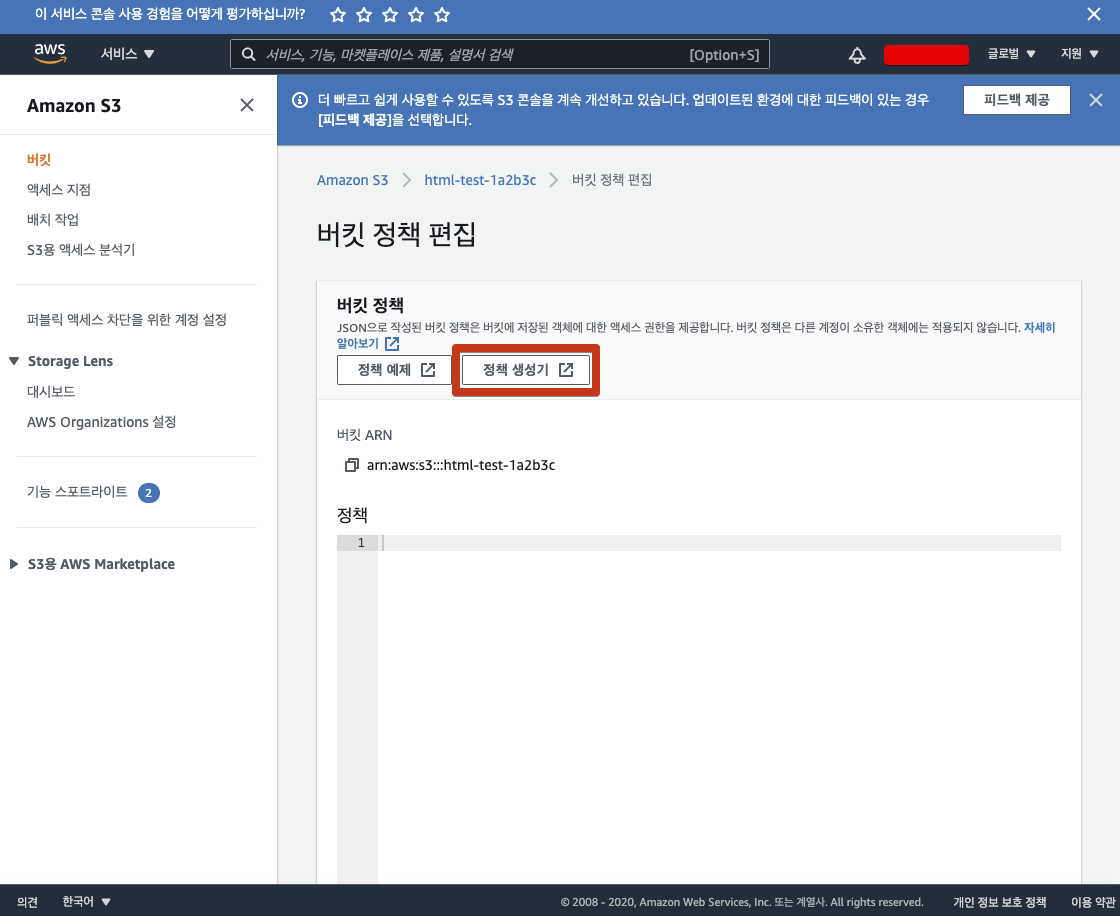 이 서비스 콘솔 사용 경험을 어떻게 평가하십니까?
aws
서비스
서비스, 기능, 마켓플레이스 제품, 설명서 검색
[Option+S]
글로벌
지원
Amazon S3
더 빠르고 쉽게 사용할 수 있도록 S3 콘솔을 계속 개선하고 있습니다. 업데이트된 환경에 대한 피드백이 있는 경우
[피드백 제공]을 선택합니다.
피드백 제공
버킷
액세스 지점
배치 작업
S3용 액세스 분석기
퍼블릭 액세스 차단을 위한 계정 설정
Storage Lens
대시보드
AWS Organizations 설정
기능 스포트라이트 2
S3용 AWS Marketplace
Amazon S3
html-test-1a2b3c
버킷 정책 편집
버킷 정책 편집
버킷 정책
JSON으로 작성된 버킷 정책은 버킷에 저장된 객체에 대한 액세스 권한을 제공합니다. 버킷 정책은 다른 계정이 소유한 객체에는 적용되지 않습니다. 자세히
알아보기
정책 예제
정책 생성기
버킷 ARN
arn:aws:s3:::html-test-1a2b3c
정책
1
의견
한국어
© 2008 - 2020, Amazon Web Services, Inc. 또는 계열사. All rights reserved.
개인 정보 보호 정책
이용 약관